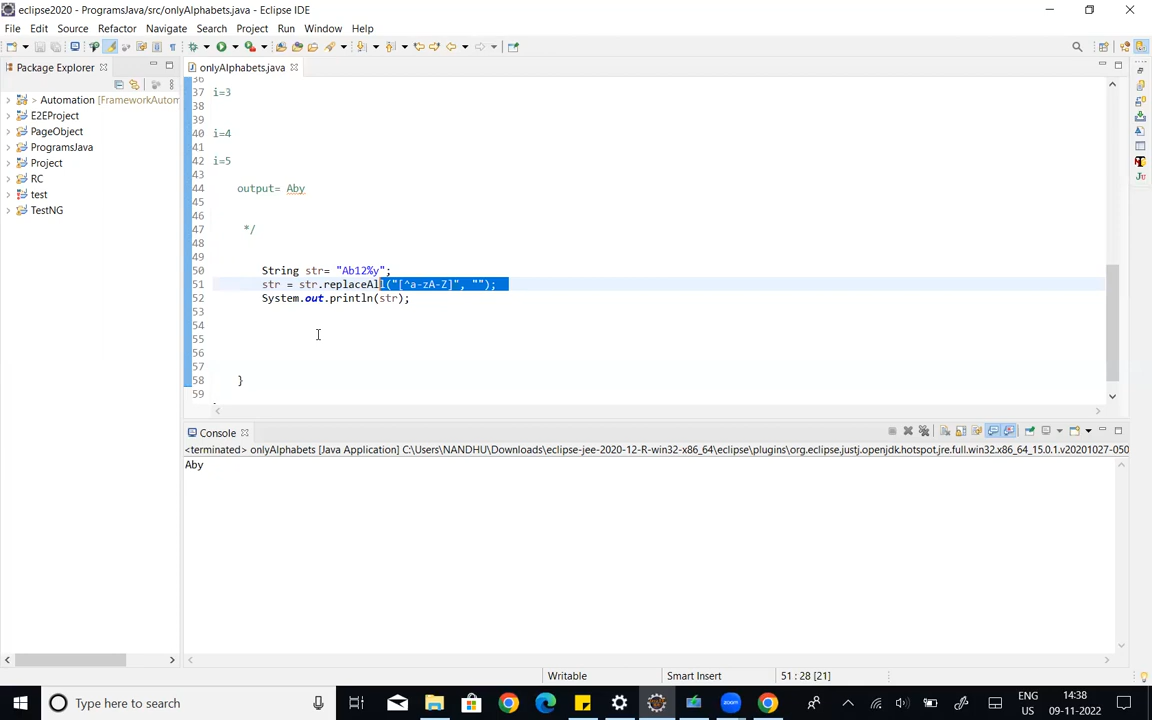 eclipse2020 - ProgramsJava/src/onlyAlphabets.java - Eclipse IDE
File Edit Source Refactor Navigate Search Project Run Window Help
Package Explorer
onlyAlphabets.java
> Automation [FrameworkAutom
E2EProject
PageObject
ProgramsJava
Project
RC
test
TestNG
36
37 i=3
38
39
40 i=4
41
42 i=5
43
44 output= Aby
45
46
47 */
48
49
50 String str= "Ab12%y";
51 str = str.replaceAll("[^a-zA-Z]", "");
52 System.out.println(str);
53
54
55
56
57
58 }
59
Console
<terminated> onlyAlphabets [Java Application] C:\Users\NANDHU\Downloads\eclipse-jee-2020-12-R-win32-x86_64\eclipse\plugins\org.eclipse.justj.openjdk.hotspot.jre.full.win32.x86_64_15.0.1.v20201027-050
Aby
Writable Smart Insert 51 : 28 [21]
Type here to search
ENG
US
14:38
09-11-2022